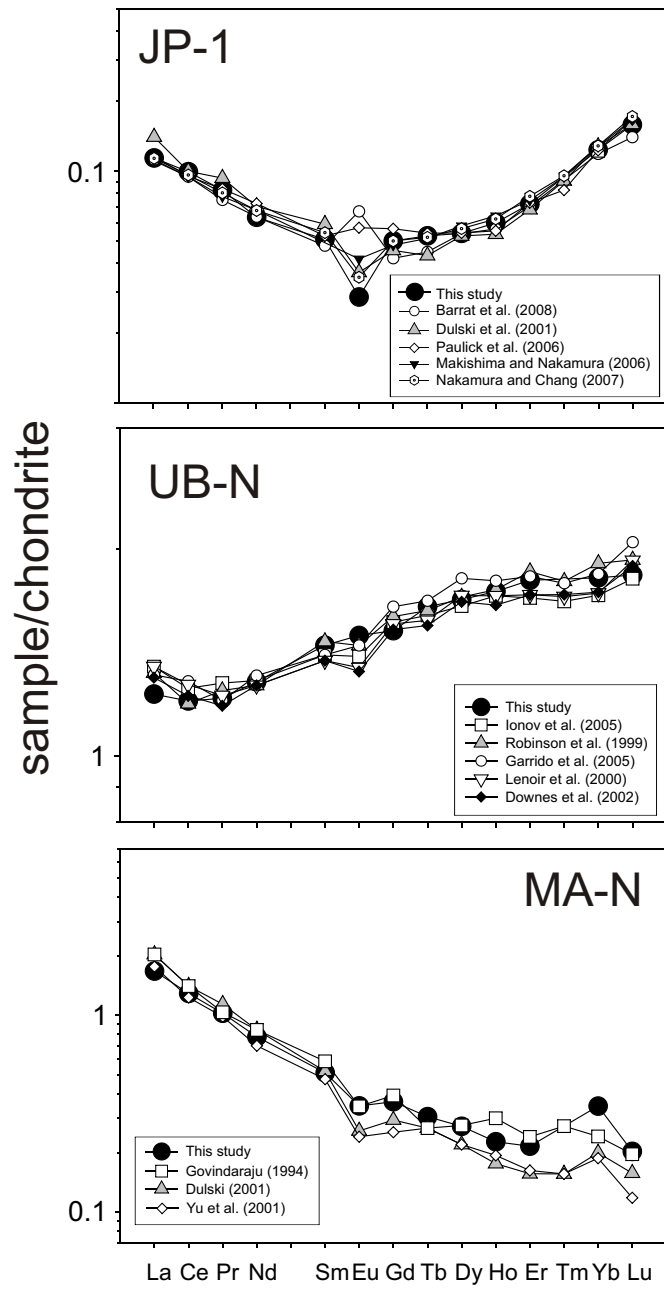 JP-1
0.1
This study
Barrat et al. (2008)
Dulski et al. (2001)
Paulick et al. (2006)
Makishima and Nakamura (2006)
Nakamura and Chang (2007)
sample/chondrite
UB-N
1
This study
Ionov et al. (2005)
Robinson et al. (1999)
Garrido et al. (2005)
Lenoir et al. (2000)
Downes et al. (2002)
MA-N
1
This study
Govindaraju (1994)
Dulski (2001)
Yu et al. (2001)
0.1
La Ce Pr Nd Sm Eu Gd Tb Dy Ho Er Tm Yb Lu